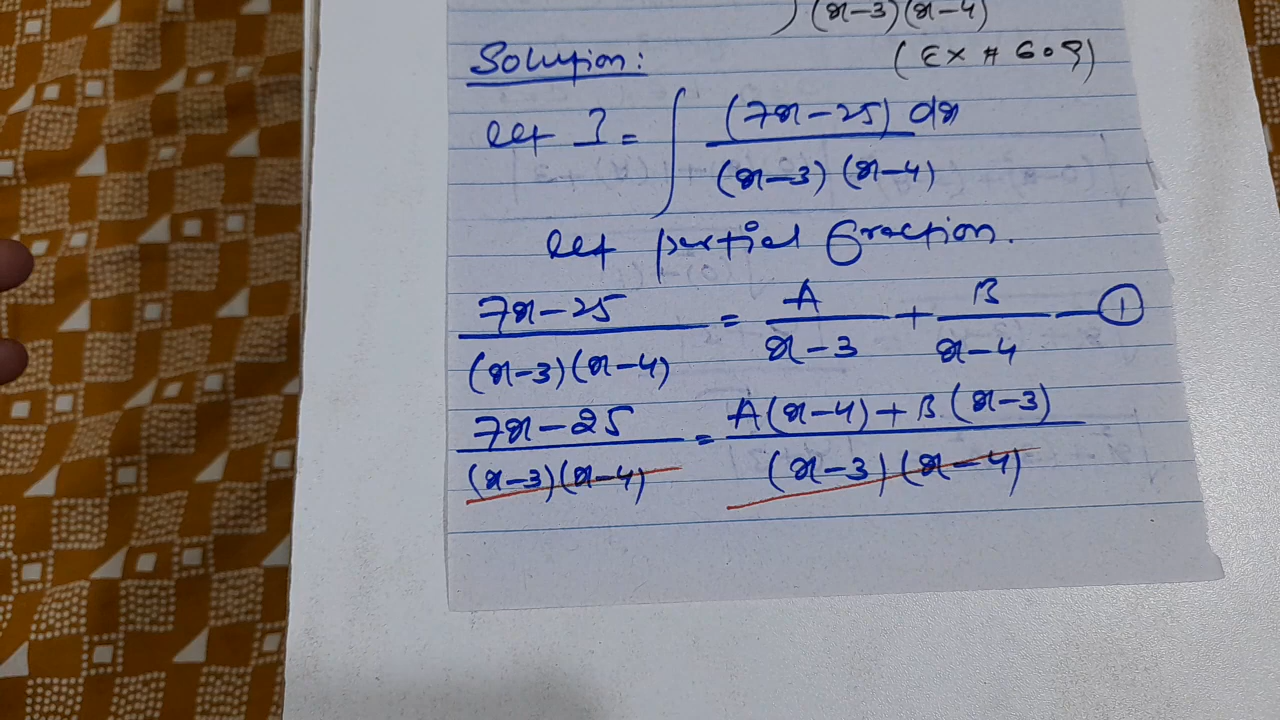 (x-3)(x-4)
Solution:
(Ex # 6.9)
let I = ∫ (7x-25) dx / (x-3) (x-4)
let partial fraction.
7x-25 / (x-3)(x-4) = A / x-3 + B / x-4 — ①
7x-25 / (x-3)(x-4) = A(x-4) + B.(x-3) / (x-3) (x-4)